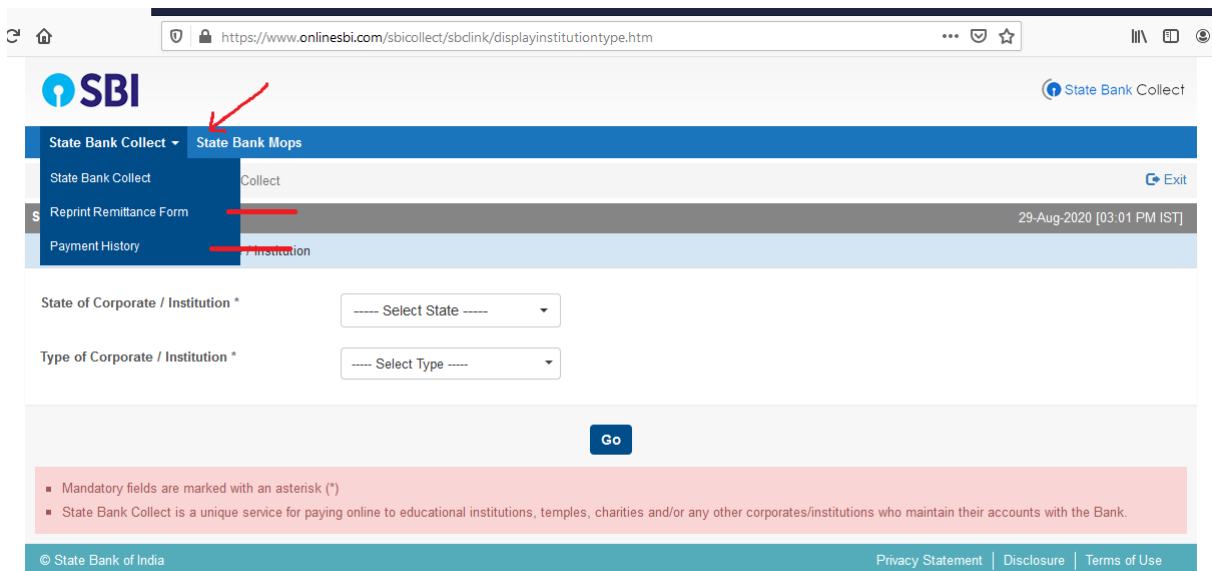 https://www.onlinesbi.com/sbicollect/sbclink/displayinstitutiontype.htm
SBI
State Bank Collect
State Bank Collect State Bank Mops
State Bank Collect
Collect
Exit
Reprint Remittance Form
S
29-Aug-2020 [03:01 PM IST]
Payment History
/ Institution
State of Corporate / Institution *
----- Select State -----
Type of Corporate / Institution *
----- Select Type -----
Go
Mandatory fields are marked with an asterisk (*)
State Bank Collect is a unique service for paying online to educational institutions, temples, charities and/or any other corporates/institutions who maintain their accounts with the Bank.
© State Bank of India
Privacy Statement | Disclosure | Terms of Use